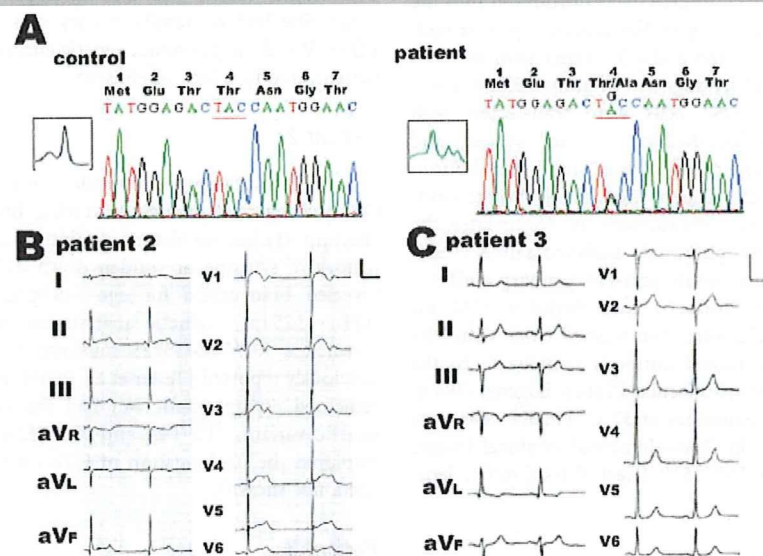 A
control
1 2 3 4 5 6 7
Met Glu Thr Thr Asn Gly Thr
TATGGAGACTACCAATGGAAC
patient
1 2 3 4 5 6 7
Met Glu Thr Thr/Ala Asn Gly Thr
G
TATGGAGACTACCAATGGAAC
B patient 2
I
II
III
aVR
aVL
aVF
V1
V2
V3
V4
V5
V6
C patient 3
I
II
III
aVR
aVL
aVF
V1
V2
V3
V4
V5
V6